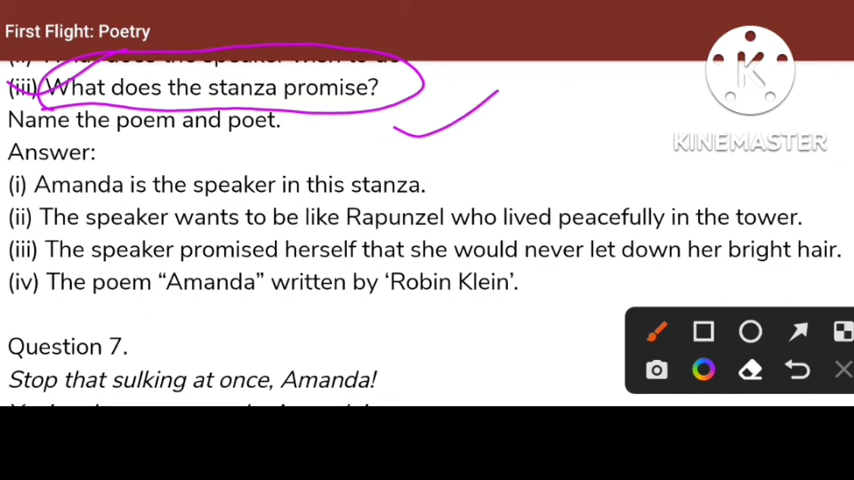 First Flight: Poetry
(iii) What does the stanza promise?
Name the poem and poet.
KINEMASTER
Answer:
(i) Amanda is the speaker in this stanza.
(ii) The speaker wants to be like Rapunzel who lived peacefully in the tower.
(iii) The speaker promised herself that she would never let down her bright hair.
(iv) The poem “Amanda” written by ‘Robin Klein’.
Question 7.
Stop that sulking at once, Amanda!